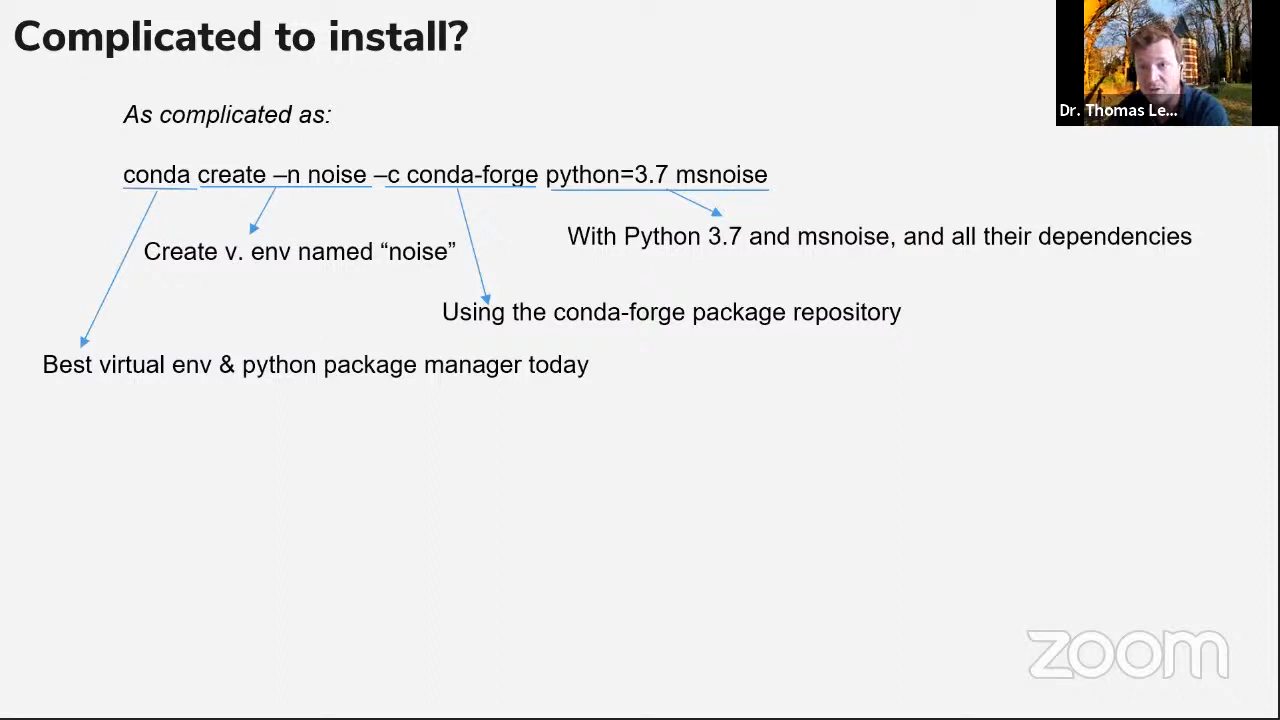 Complicated to install?
Dr. Thomas Le...
As complicated as:
conda create –n noise –c conda-forge python=3.7 msnoise
With Python 3.7 and msnoise, and all their dependencies
Create v. env named “noise”
Using the conda-forge package repository
Best virtual env & python package manager today
zoom